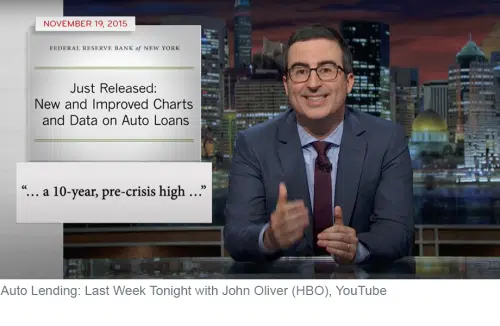 NOVEMBER 19, 2015
FEDERAL RESERVE BANK of NEW YORK
Just Released:
New and Improved Charts
and Data on Auto Loans
“... a 10-year, pre-crisis high ...”
Auto Lending: Last Week Tonight with John Oliver (HBO), YouTube